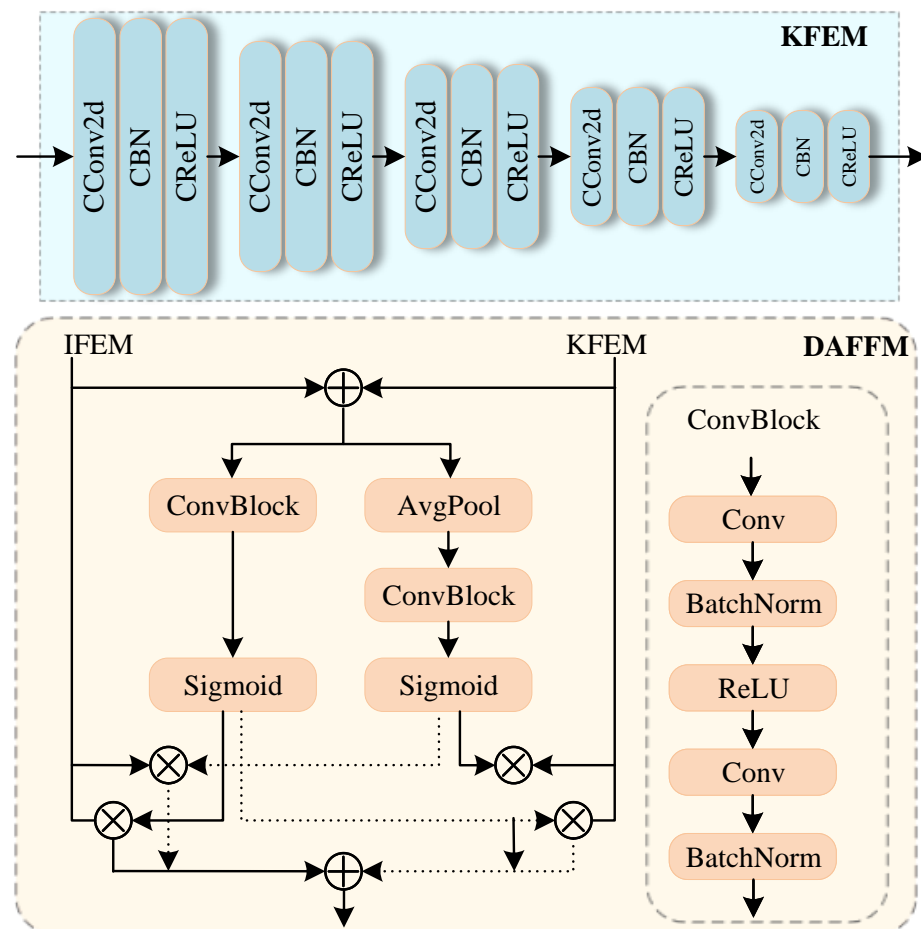 KFEM
CConv2d
CBN
CReLU
CConv2d
CBN
CReLU
CConv2d
CBN
CReLU
CConv2d
CBN
CReLU
CConv2d
CBN
CReLU
IFEM
KFEM
DAFFM
ConvBlock
AvgPool
ConvBlock
Sigmoid
Sigmoid
ConvBlock
Conv
BatchNorm
ReLU
Conv
BatchNorm